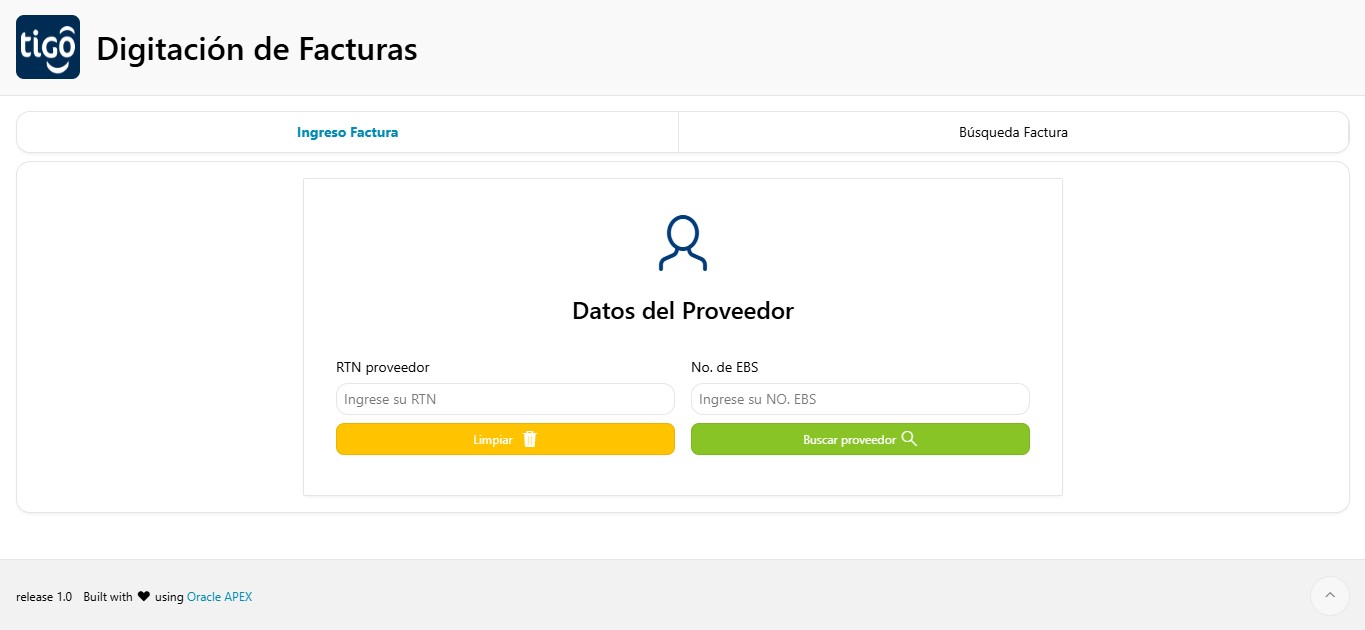 tigo
Digitación de Facturas
Ingreso Factura
Búsqueda Factura
Datos del Proveedor
RTN proveedor
No. de EBS
Ingrese su RTN
Ingrese su NO. EBS
Limpiar
Buscar proveedor
release 1.0 Built with ❤ using Oracle APEX